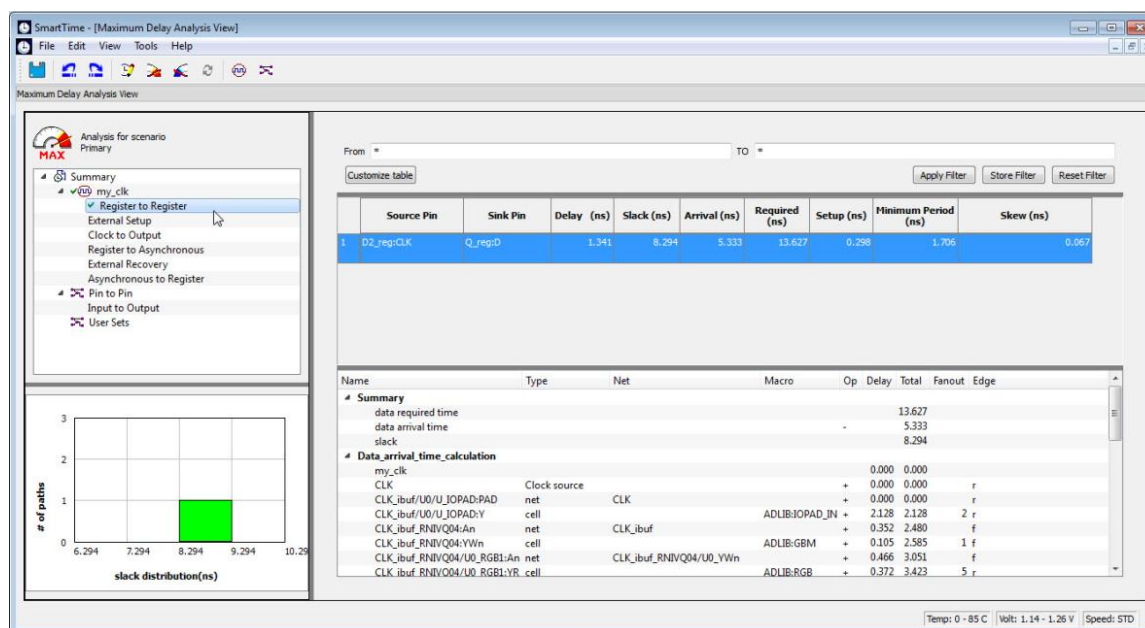 SmartTime - [Maximum Delay Analysis View]
File Edit View Tools Help
Maximum Delay Analysis View
MAX
Analysis for scenario
Primary
Summary
my_clk
Register to Register
External Setup
Clock to Output
Register to Asynchronous
External Recovery
Asynchronous to Register
Pin to Pin
Input to Output
User Sets
# of paths
3
2
1
0
6.294 7.294 8.294 9.294 10.29
slack distribution(ns)
From * TO *
Customize table Apply Filter Store Filter Reset Filter
Source Pin Sink Pin Delay (ns) Slack (ns) Arrival (ns) Required (ns) Setup (ns) Minimum Period (ns) Skew (ns)
1 D2_reg:CLK Q_reg:D 1.341 8.294 5.333 13.627 0.298 1.706 0.067
Name Type Net Macro Op Delay Total Fanout Edge
Summary
data required time 13.627
data arrival time - 5.333
slack 8.294
Data_arrival_time_calculation
my_clk 0.000 0.000
CLK Clock source + 0.000 0.000 r
CLK_ibuf/U0/U_IOPAD:PAD net CLK + 0.000 0.000 r
CLK_ibuf/U0/U_IOPAD:Y cell ADLIB:IOPAD_IN + 2.128 2.128 2 r
CLK_ibuf_RNIVQ04:An net CLK_ibuf + 0.352 2.480 f
CLK_ibuf_RNIVQ04:YWn cell ADLIB:GBM + 0.105 2.585 1 f
CLK_ibuf_RNIVQ04/U0_RGB1:An net CLK_ibuf_RNIVQ04/U0_YWn + 0.466 3.051 f
CLK_ibuf_RNIVQ04/U0_RGB1:YR cell ADLIB:RGB + 0.372 3.423 5 r
Temp: 0 - 85 C Volt: 1.14 - 1.26 V Speed: STD